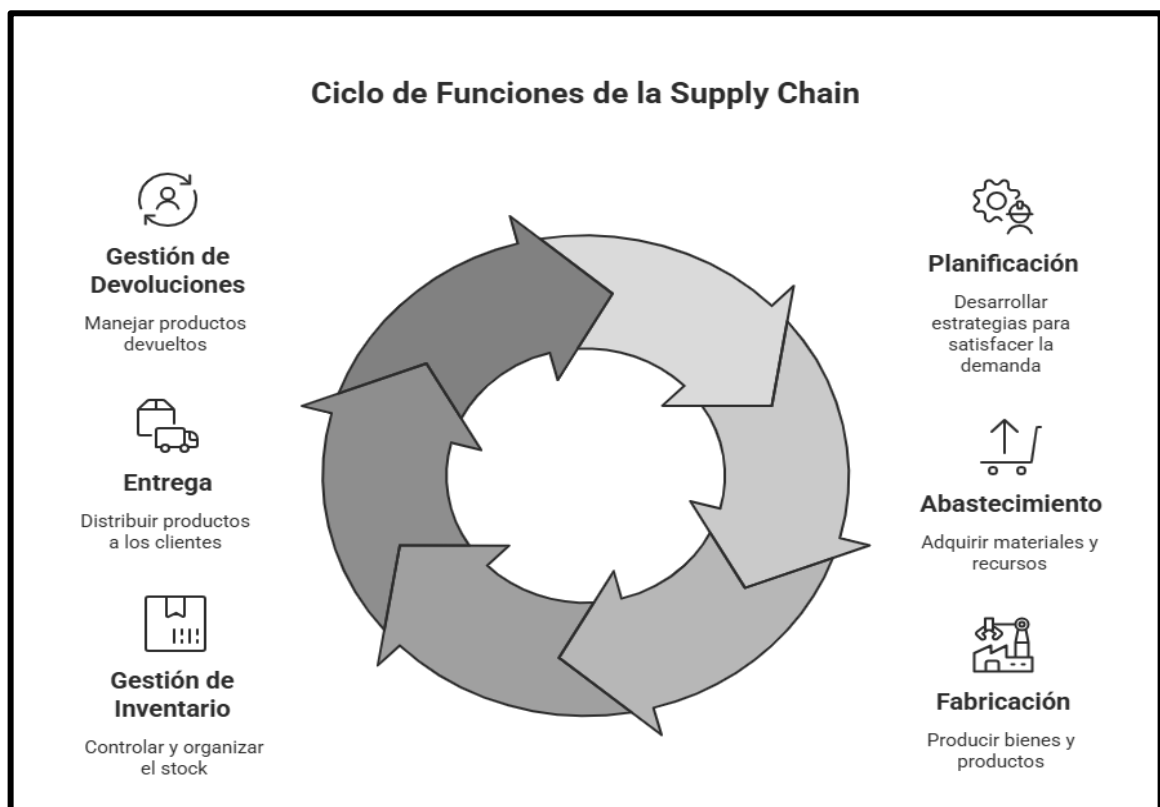 Ciclo de Funciones de la Supply Chain
Planificación
Desarrollar
estrategias para
satisfacer la
demanda
Abastecimiento
Adquirir materiales y
recursos
Fabricación
Producir bienes y
productos
Gestión de
Inventario
Controlar y organizar
el stock
Entrega
Distribuir productos
a los clientes
Gestión de
Devoluciones
Manejar productos
devueltos